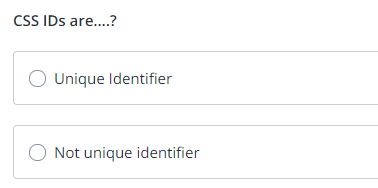 CSS IDs are....?
Unique Identifier
Not unique identifier